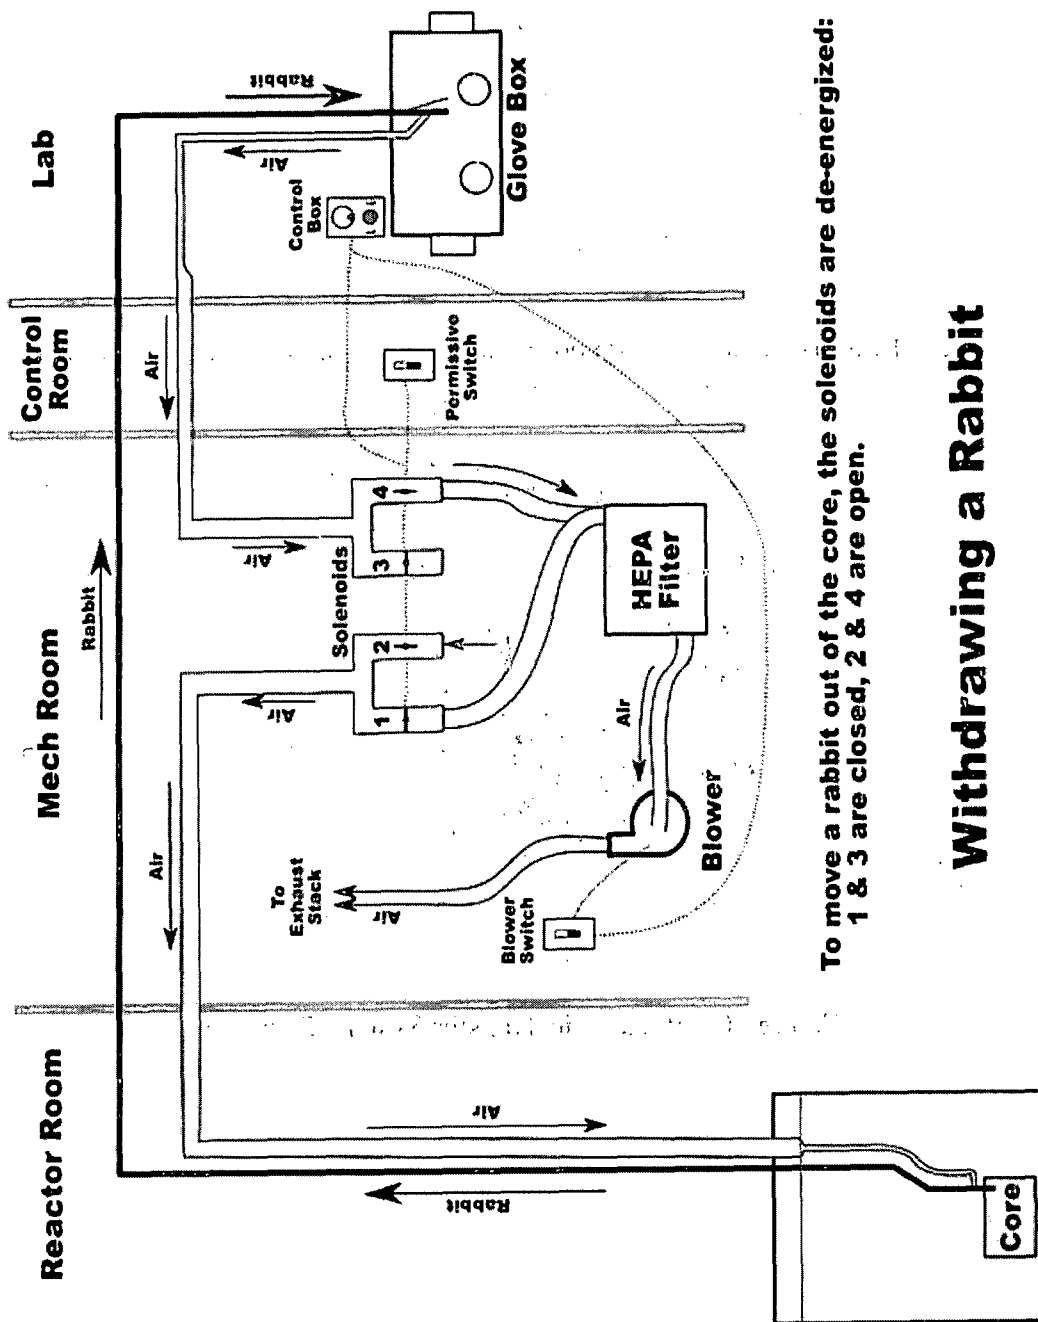 Reactor Room
Mech Room
Control
Room
Lab
Rabbit
Rabbit
Air
Air
Air
Air
Air
Air
Rabbit
Air
To
Exhaust
Stack
Air
Solenoids
1
2
3
4
Control
Box
Permissive
Switch
Blower
Switch
Air
Blower
HEPA
Filter
Glove Box
Core
To move a rabbit out of the core, the solenoids are de-energized:
1 & 3 are closed, 2 & 4 are open.
Withdrawing a Rabbit